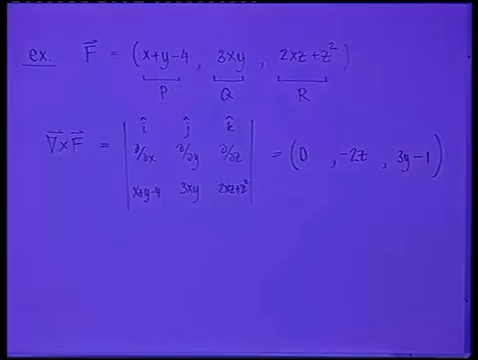 ex. F⃗ = (x+y-4, 3xy, 2xz+z²)
P Q R
î ĵ k̂
∇⃗×F⃗ = | ∂/∂x ∂/∂y ∂/∂z | = (0, -2z, 3y-1)
x+y-4 3xy 2xz+z²